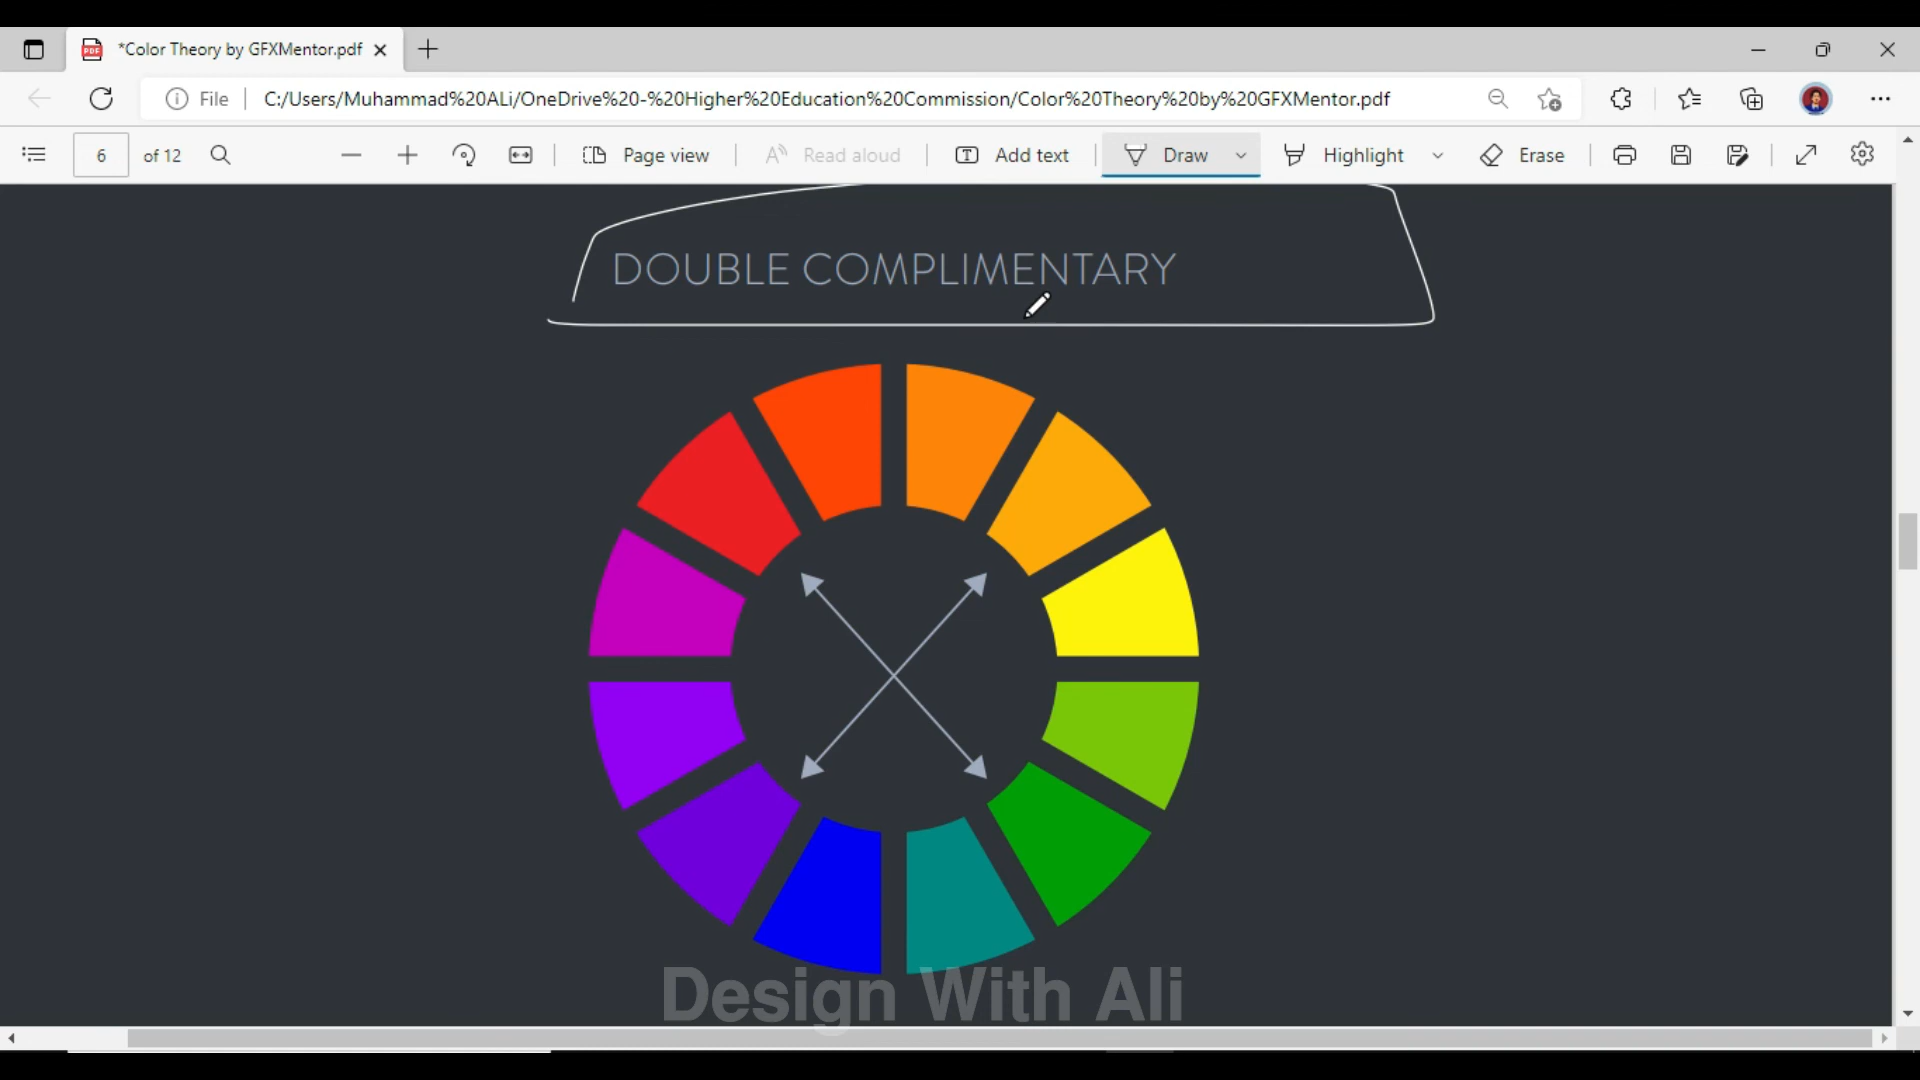 *Color Theory by GFXMentor.pdf
File
C:/Users/Muhammad%20ALi/OneDrive%20-%20Higher%20Education%20Commission/Color%20Theory%20by%20GFXMentor.pdf
6 of 12
Page view
Read aloud
Add text
Draw
Highlight
Erase
DOUBLE COMPLIMENTARY
Design With Ali